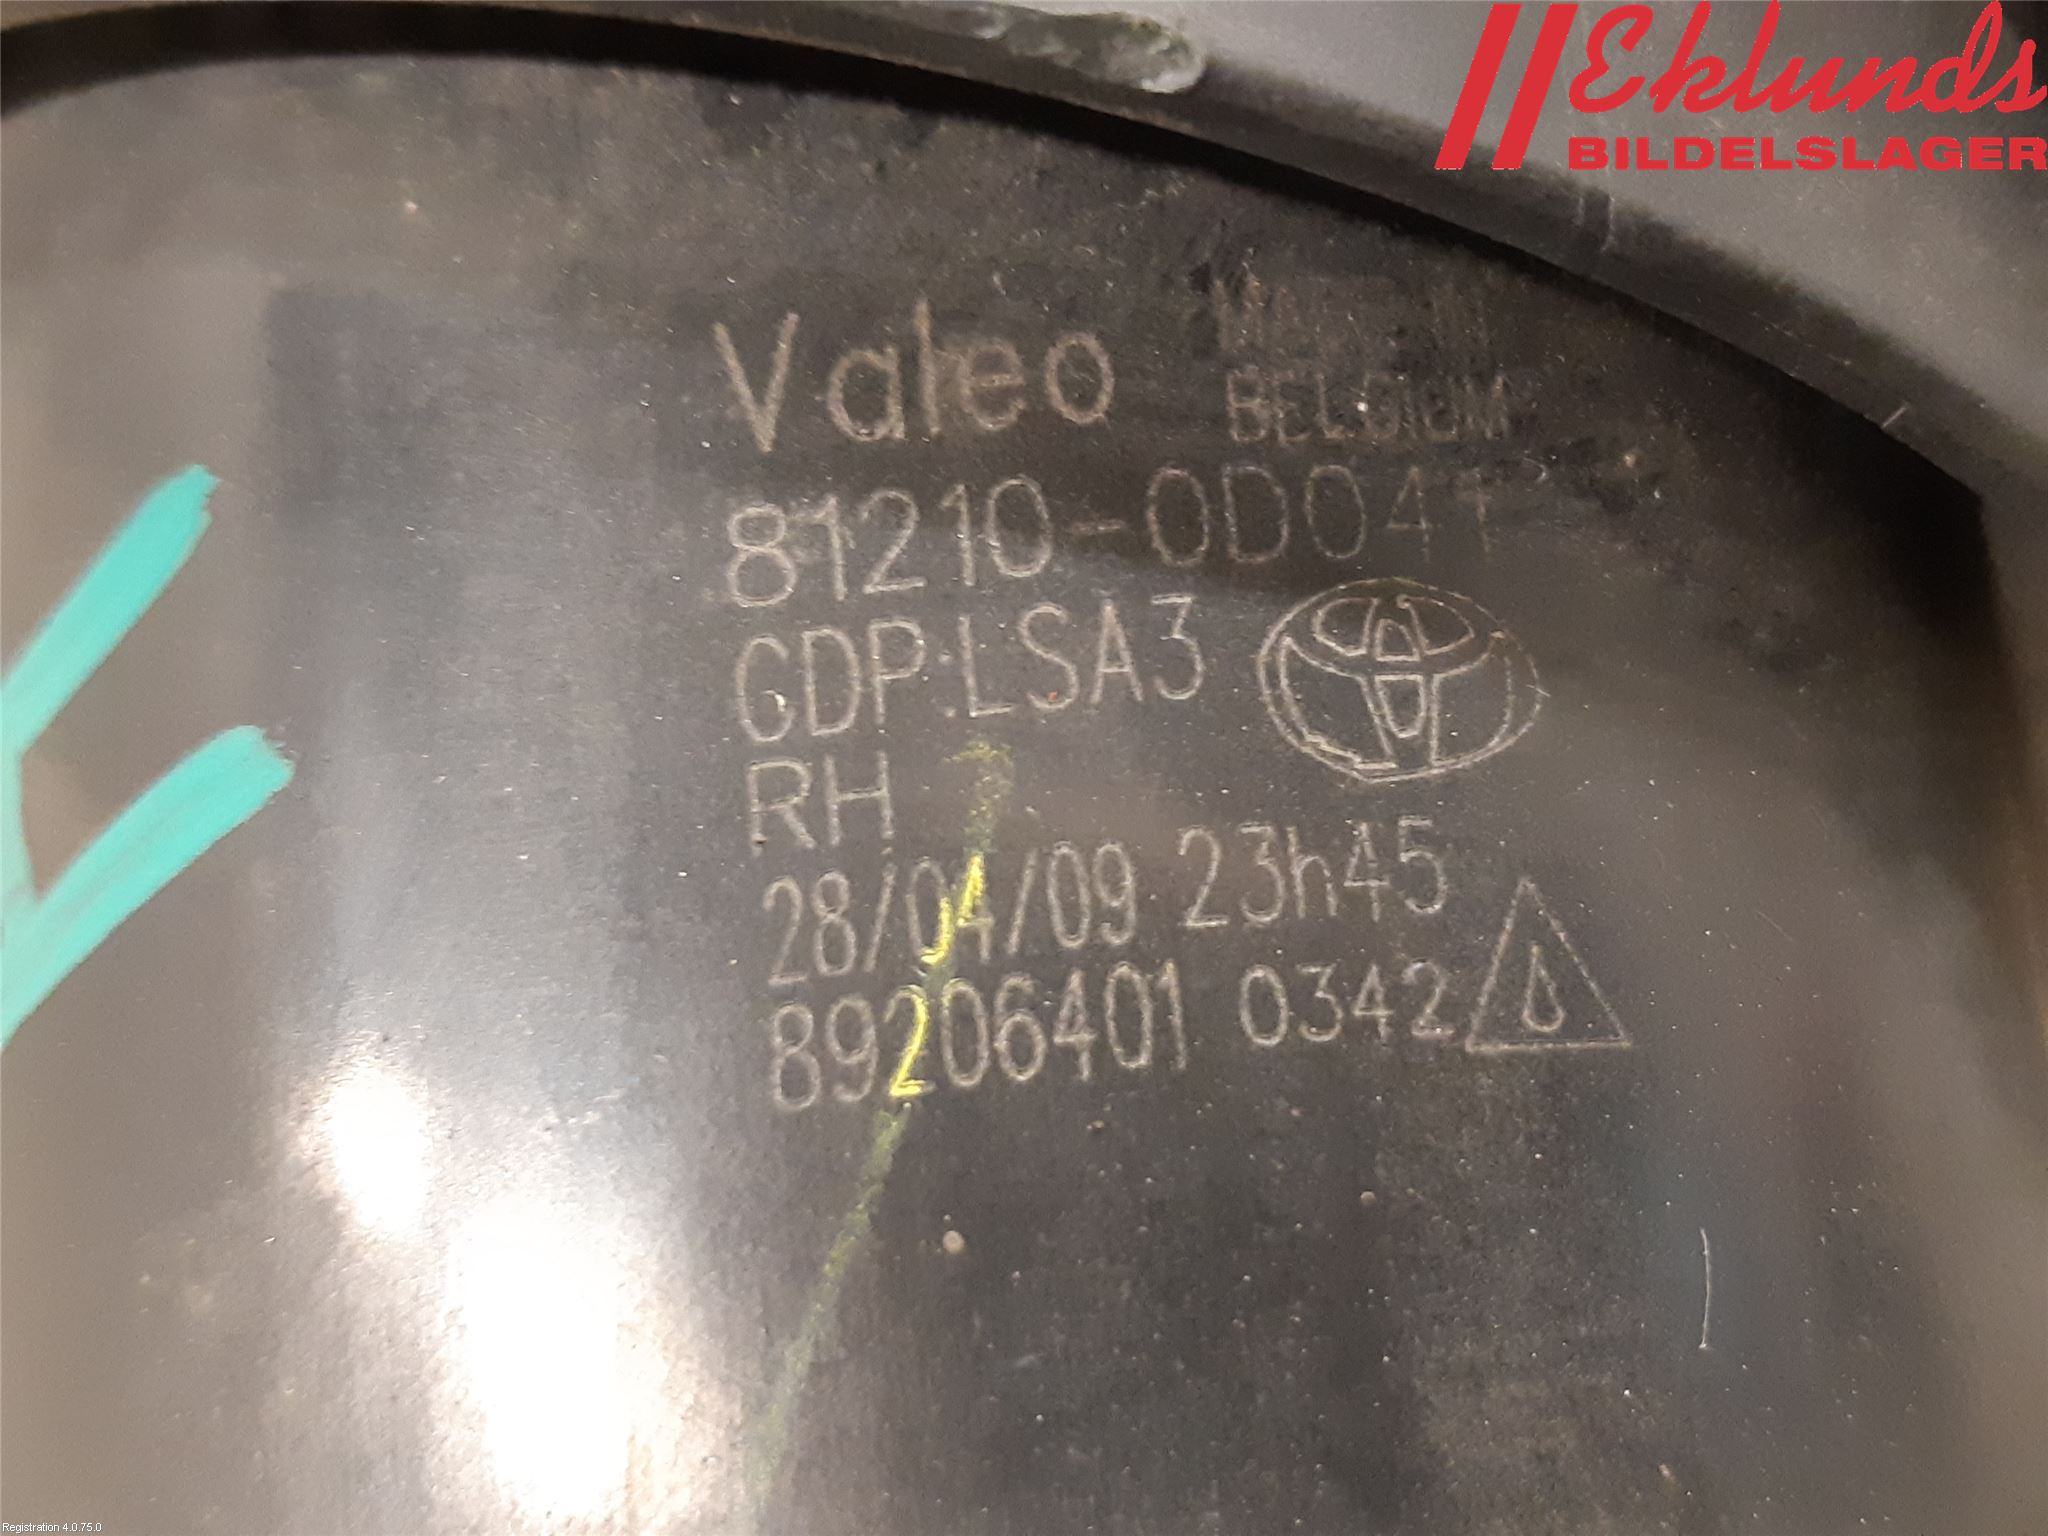 Eklunds
BILDELSLAGER
Valeo
BELGIUM
81210-0D041
GDP:LSA3
RH
28/04/09 23h45
89206401 0342
Registration 4.0.75.0